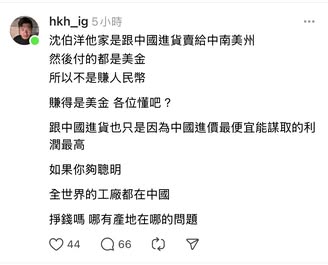 hkh_ig 5小時
沈伯洋他家是跟中國進貨賣給中南美州
然後付的都是美金
所以不是賺人民幣
賺得是美金 各位懂吧？
跟中國進貨也只是因為中國進價最便宜能謀取的利
潤最高
如果你夠聰明
全世界的工廠都在中國
掙錢嗎 哪有產地在哪的問題
44 66